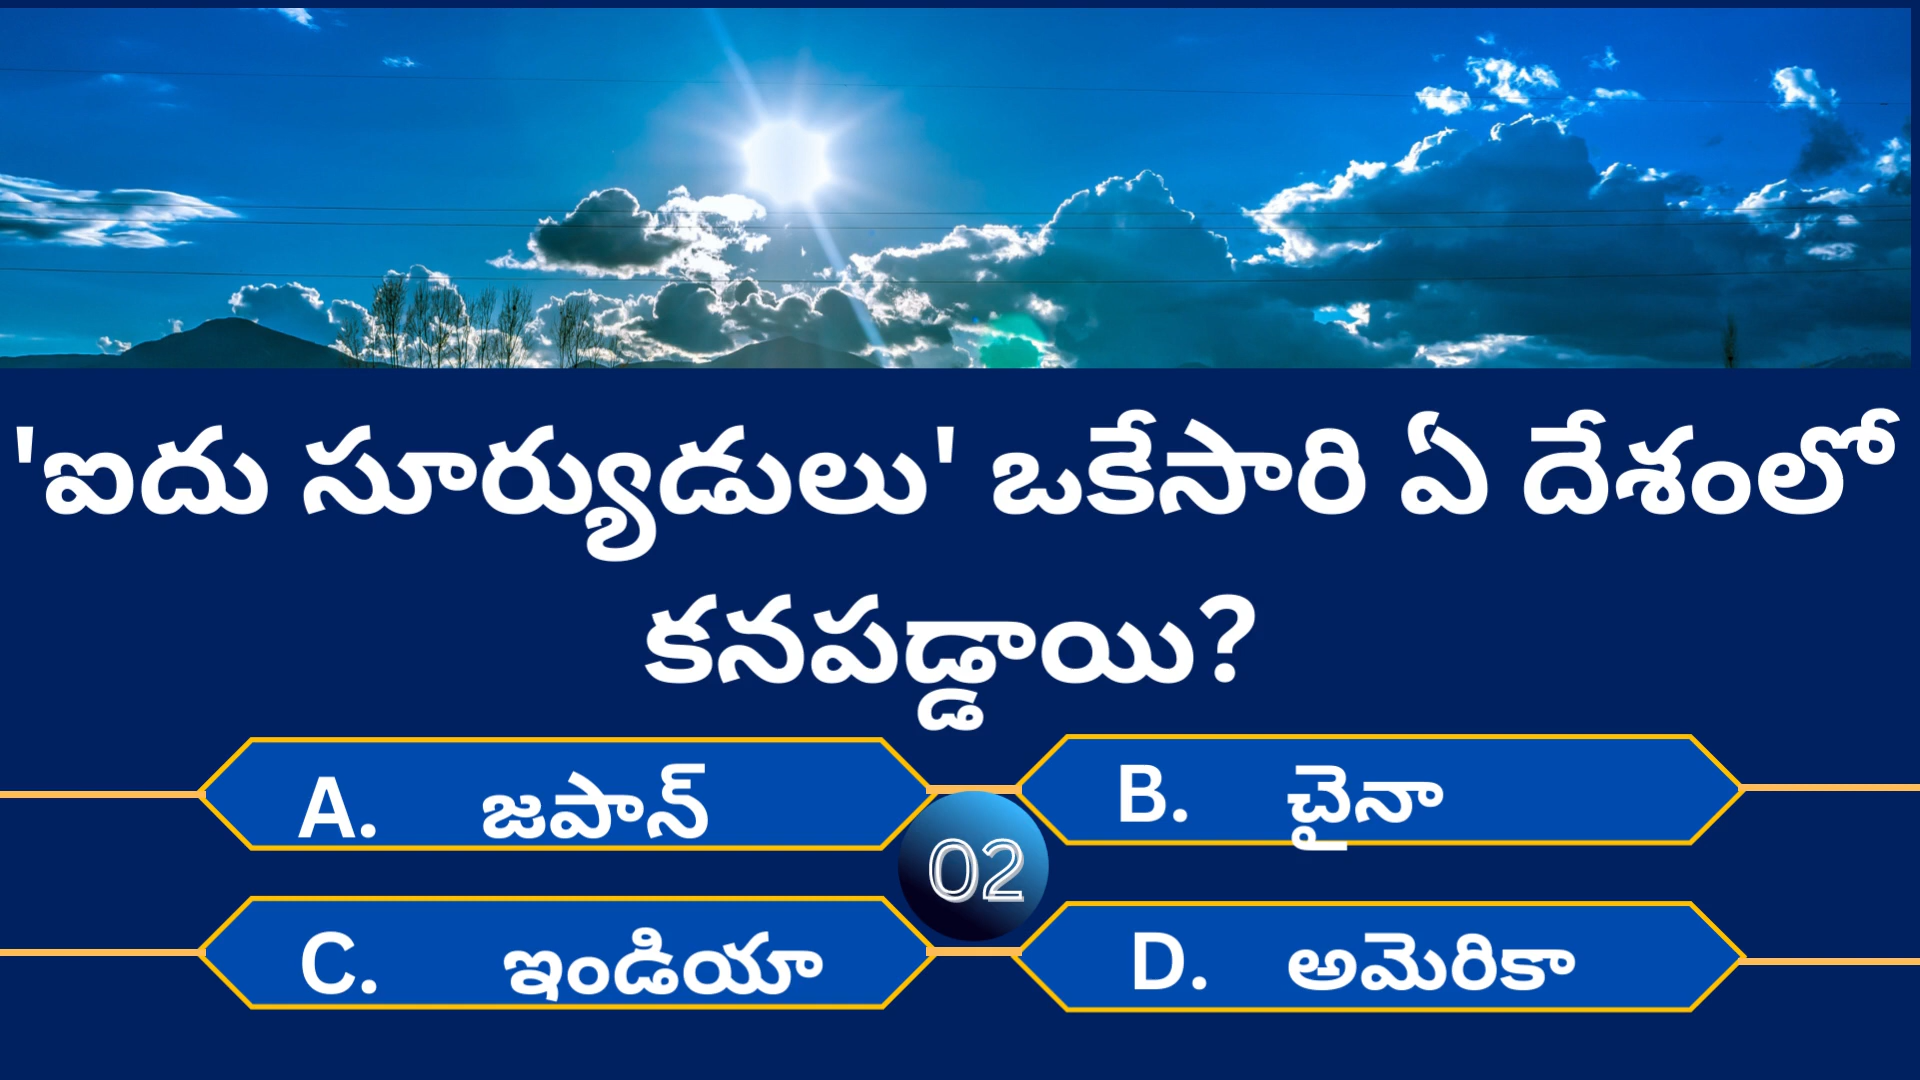 'ఐదు సూర్యుడులు' ఒకేసారి ఏ దేశంలో
కనపడ్డాయి?
A. జపాన్
B. చైనా
02
C. ఇండియా
D. అమెరికా